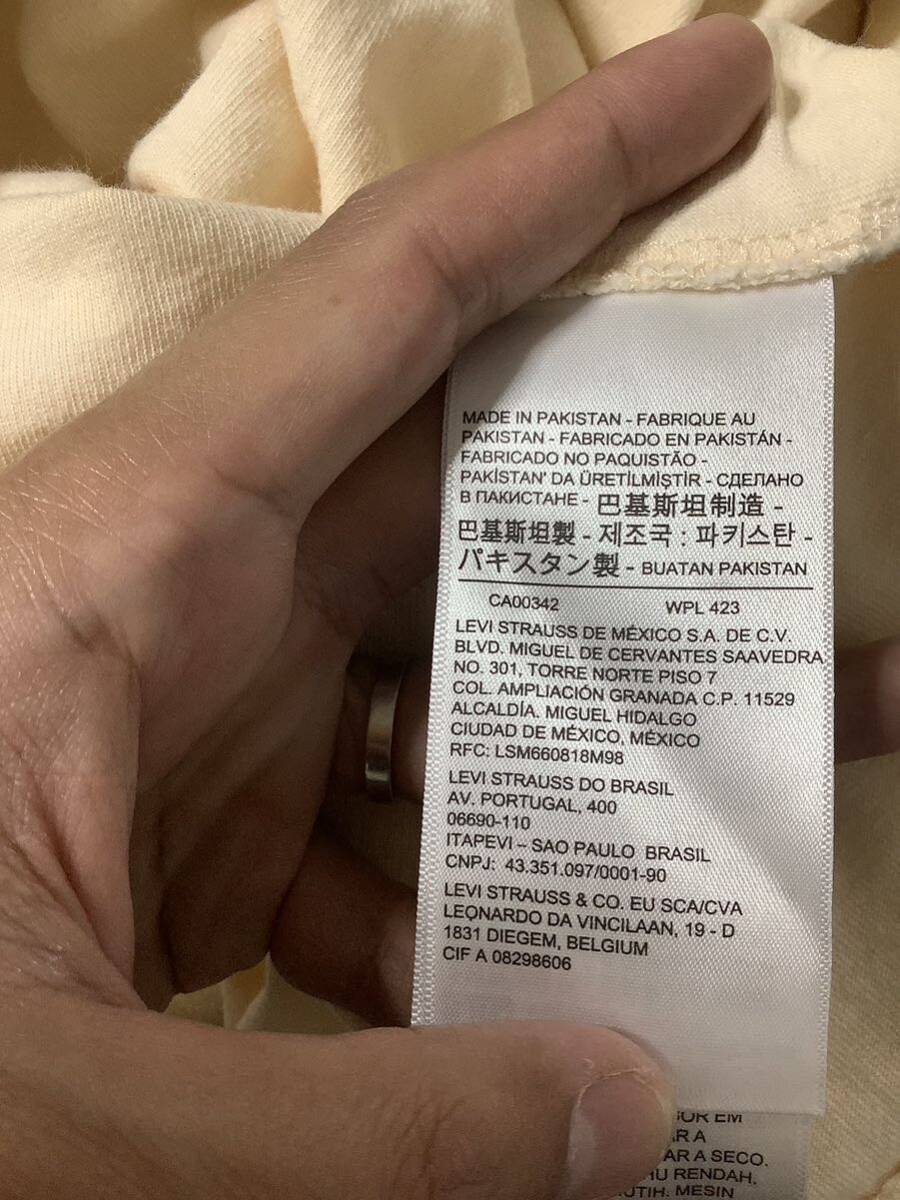 MADE IN PAKISTAN - FABRIQUE AU
PAKISTAN - FABRICADO EN PAKISTÁN -
FABRICADO NO PAQUISTÃO -
PAKİSTAN' DA ÜRETİLMİŞTİR - СДЕЛАНО
В ПАКИСТАНЕ - 巴基斯坦制造 -
巴基斯坦製 - 제조국 : 파키스탄 -
パキスタン製 - BUATAN PAKISTAN
CA00342 WPL 423
LEVI STRAUSS DE MÉXICO S.A. DE C.V.
BLVD. MIGUEL DE CERVANTES SAAVEDRA
NO. 301, TORRE NORTE PISO 7
COL. AMPLIACIÓN GRANADA C.P. 11529
ALCALDÍA. MIGUEL HIDALGO
CIUDAD DE MÉXICO, MÉXICO
RFC: LSM660818M98
LEVI STRAUSS DO BRASIL
AV. PORTUGAL, 400
06690-110
ITAPEVI – SAO PAULO BRASIL
CNPJ: 43.351.097/0001-90
LEVI STRAUSS & CO. EU SCA/CVA
LEONARDO DA VINCILAAN, 19 - D
1831 DIEGEM, BELGIUM
CIF A 08298606
EM
A
A SECO.
RENDAH.
MESIN